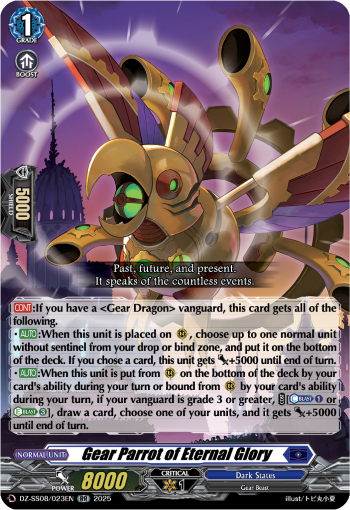 1
GRADE
BOOST
5000
SHIELD
Past, future, and present.
It speaks of the countless events.
CONT:If you have a <Gear Dragon> vanguard, this card gets all of the
following.
・AUTO:When this unit is placed on R, choose up to one normal unit
without sentinel from your drop or bind zone, and put it on the bottom
of the deck. If you chose a card, this unit gets +5000 until end of turn.
・AUTO:When this unit is put from R on the bottom of the deck by your
card's ability during your turn or bound from R by your card's ability
during your turn, if your vanguard is grade 3 or greater, BLAST 1 or
BLAST 3, draw a card, choose one of your units, and it gets +5000
until end of turn.
NORMAL UNIT
Gear Parrot of Eternal Glory
POWER 8000
CRITICAL
1
Dark States
Gear Beast
DZ-SS08/023EN RR 2025
illust/トビ丸小夏